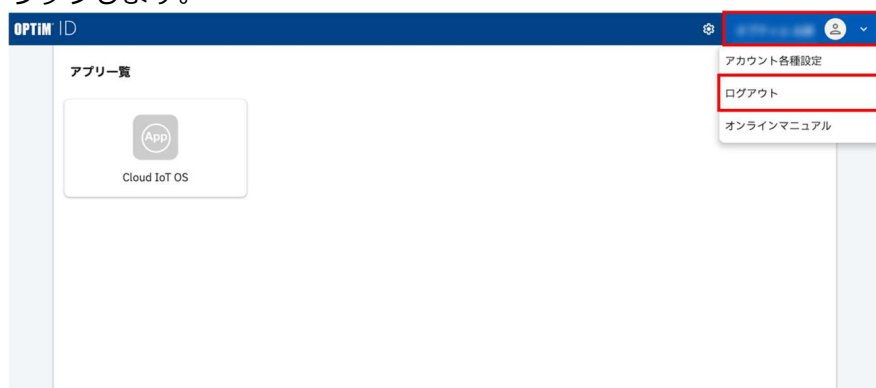 OPTiM ID
アプリ一覧
App
Cloud IoT OS
アカウント各種設定
ログアウト
オンラインマニュアル